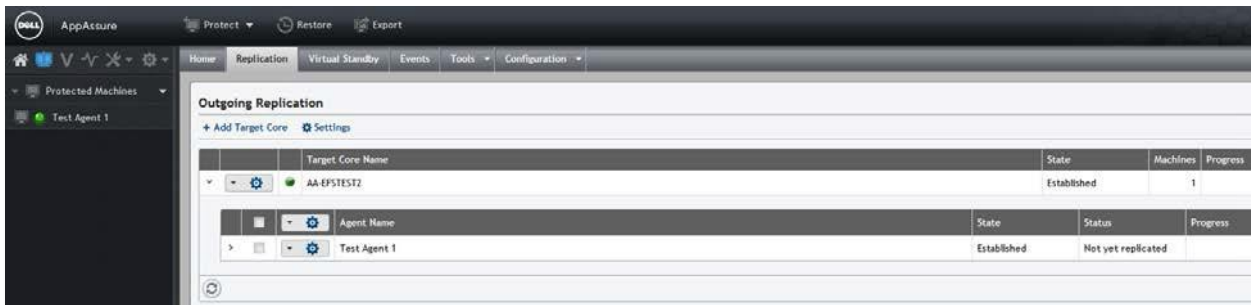 DELL AppAssure Protect Restore Export
Home Replication Virtual Standby Events Tools Configuration
Protected Machines
Test Agent 1
Outgoing Replication
+ Add Target Core Settings
Target Core Name State Machines Progress
AA-EFSTEST2 Established 1
Agent Name State Status Progress
Test Agent 1 Established Not yet replicated